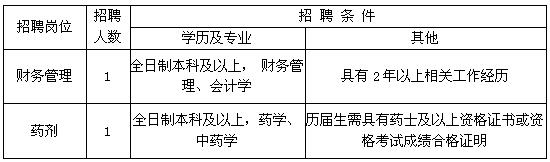 招聘岗位 招聘人数 招 聘 条 件
学历及专业 其他
财务管理 1 全日制本科及以上， 财务管理、会计学 具有 2 年以上相关工作经历
药剂 1 全日制本科及以上，药学、中药学 历届生需具有药士及以上资格证书或资格考试成绩合格证明